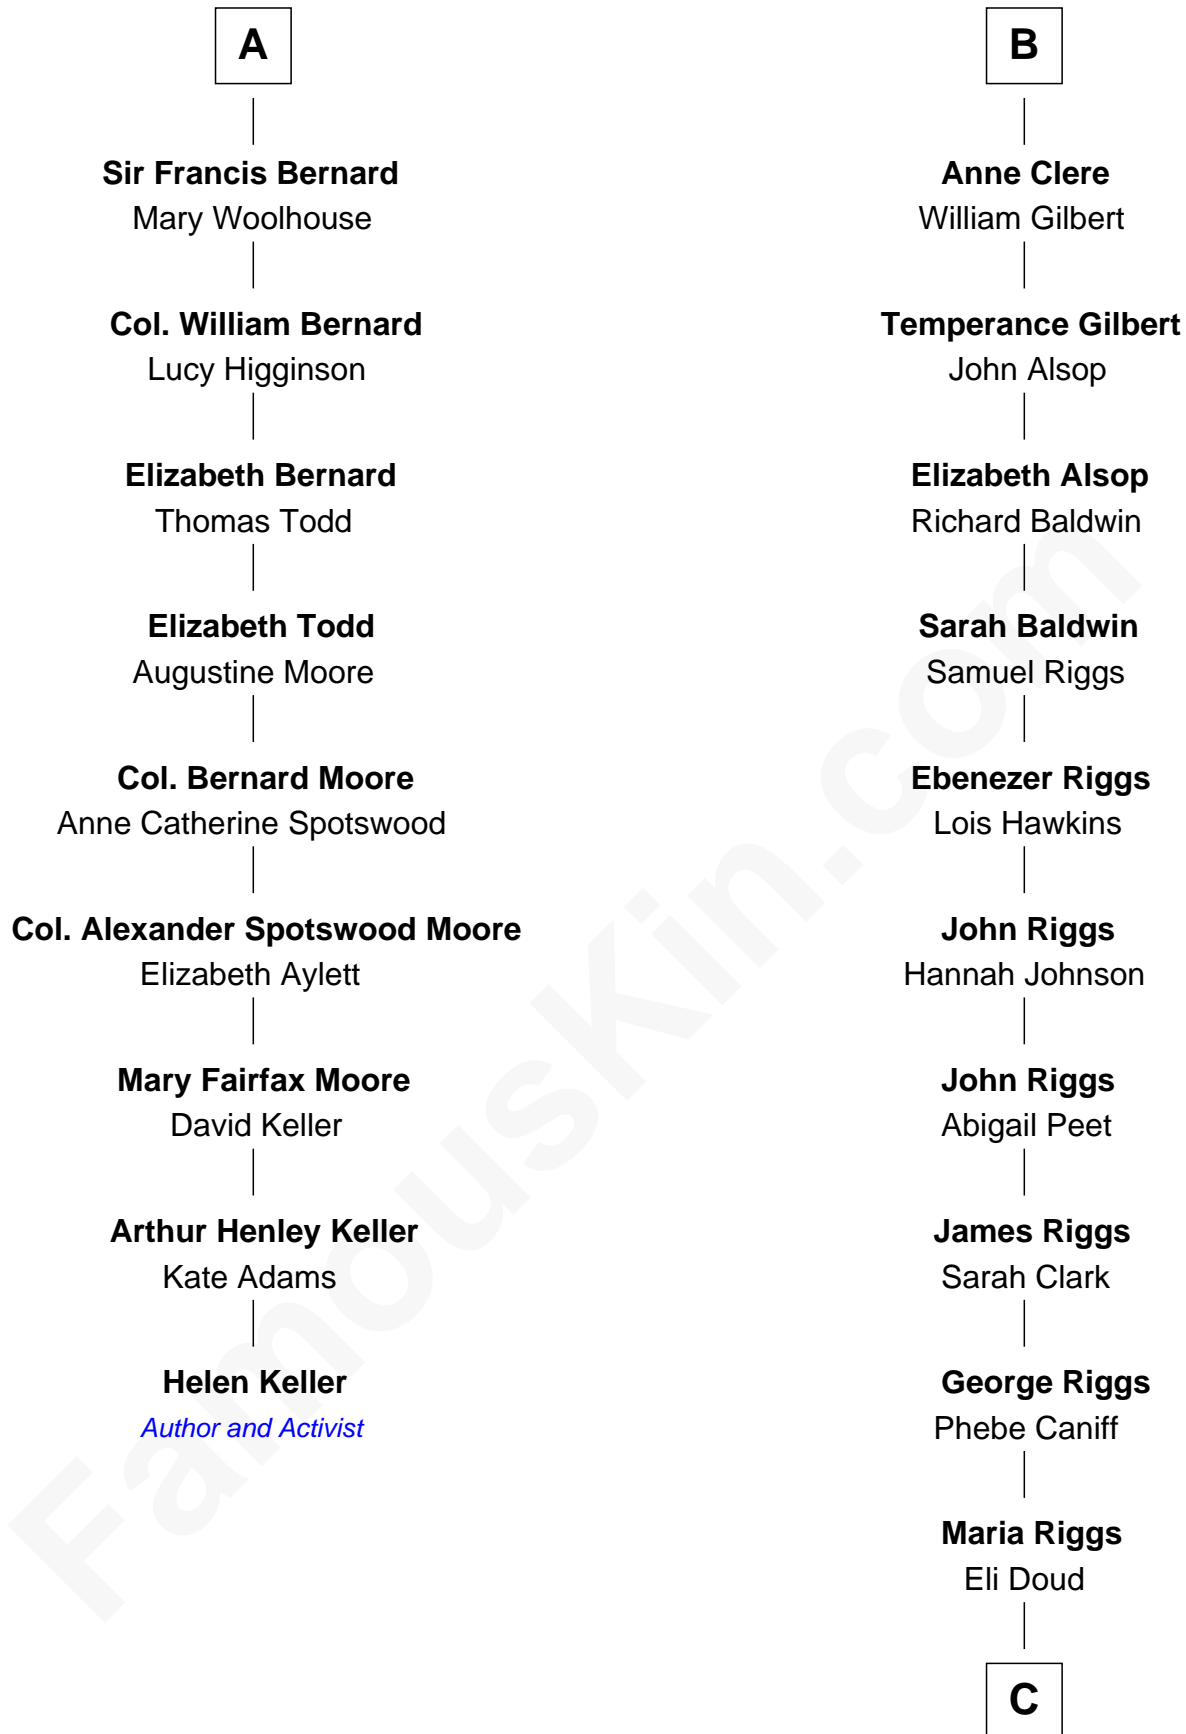 A
Sir Francis Bernard
Mary Woolhouse
Col. William Bernard
Lucy Higginson
Elizabeth Bernard
Thomas Todd
Elizabeth Todd
Augustine Moore
Col. Bernard Moore
Anne Catherine Spotswood
Col. Alexander Spotswood Moore
Elizabeth Aylett
Mary Fairfax Moore
David Keller
Arthur Henley Keller
Kate Adams
Helen Keller
Author and Activist
B
Anne Clere
William Gilbert
Temperance Gilbert
John Alsop
Elizabeth Alsop
Richard Baldwin
Sarah Baldwin
Samuel Riggs
Ebenezer Riggs
Lois Hawkins
John Riggs
Hannah Johnson
John Riggs
Abigail Peet
James Riggs
Sarah Clark
George Riggs
Phebe Caniff
Maria Riggs
Eli Doud
C
FamousKin.com